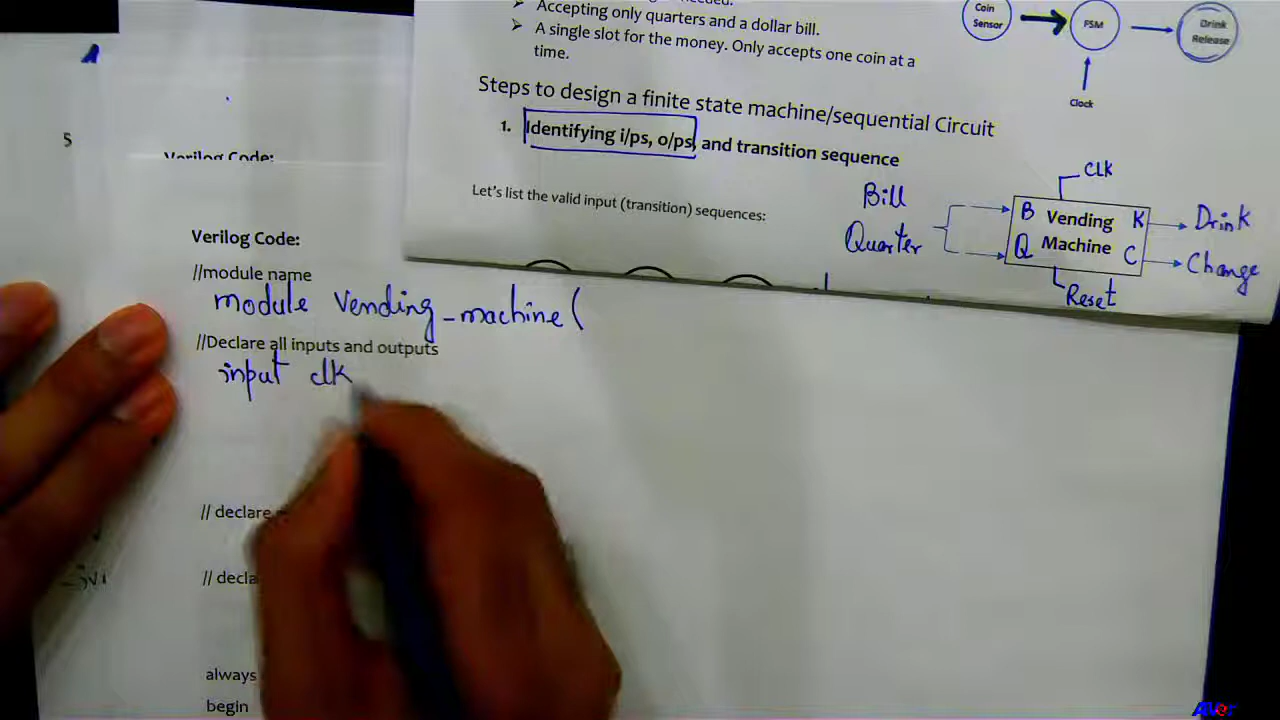 Accepting only quarters and a dollar bill.
A single slot for the money. Only accepts one coin at a
time.
Coin
Sensor
FSM
Drink
Release
Clock
Steps to design a finite state machine/sequential Circuit
1. Identifying i/ps, o/ps, and transition sequence
Let's list the valid input (transition) sequences:
Bill
Quarter
CLK
B Vending K
Q Machine C
Drink
Change
Reset
5
Verilog Code:
Verilog Code:
//module name
module Vending_machine(
//Declare all inputs and outputs
input clk
// declare
// decla
always
begin
AVer